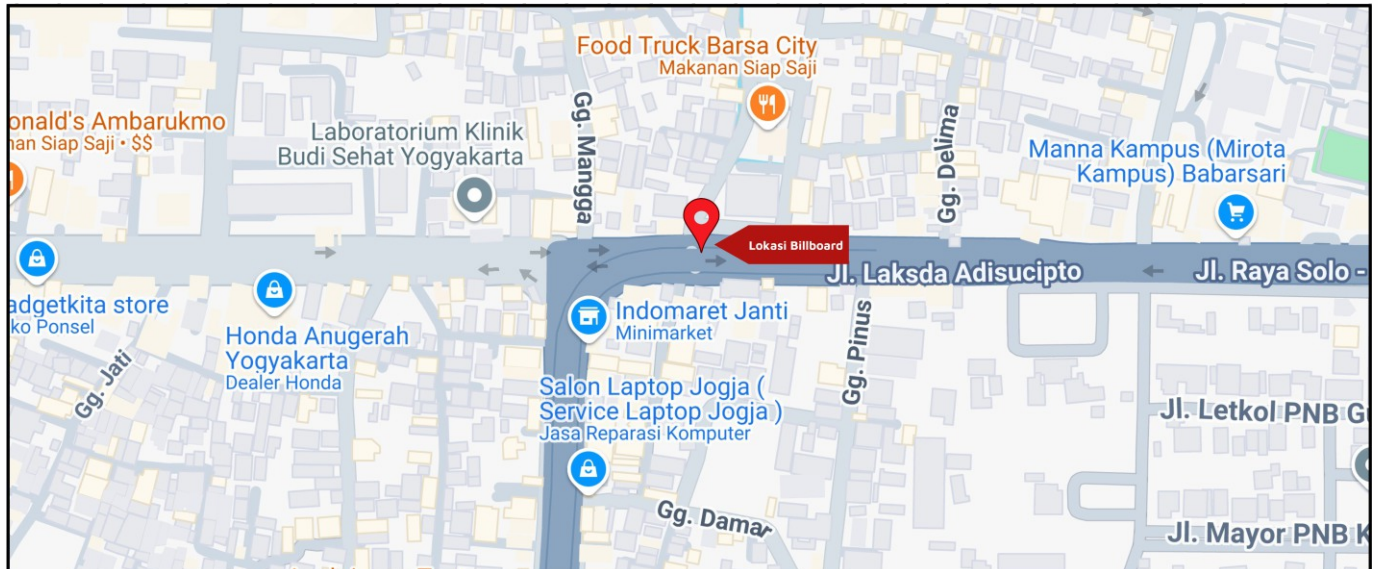 Food Truck Barsa City
Makanan Siap Saji
onald's Ambarukmo
nan Siap Saji • $$
Laboratorium Klinik
Budi Sehat Yogyakarta
Gg. Mangga
Gg. Delima
Manna Kampus (Mirota
Kampus) Babarsari
Lokasi Billboard
Jl. Laksda Adisucipto
Jl. Raya Solo -
adgetkita store
ko Ponsel
Honda Anugerah
Yogyakarta
Dealer Honda
Indomaret Janti
Minimarket
Gg. Pinus
Gg. Jati
Salon Laptop Jogja (
Service Laptop Jogja )
Jasa Reparasi Komputer
Jl. Letkol PNB G
Gg. Damar
Jl. Mayor PNB K